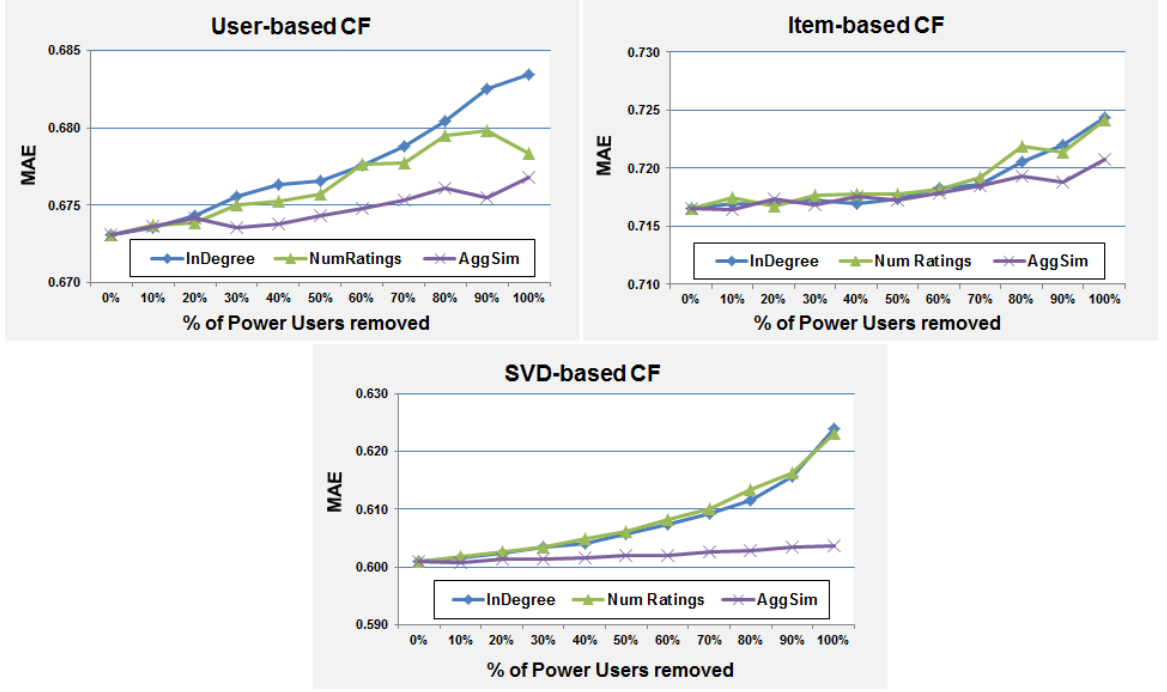 User-based CF
0.685
0.680
0.675
0.670
MAE
InDegree NumRatings AggSim
0% 10% 20% 30% 40% 50% 60% 70% 80% 90% 100%
% of Power Users removed
Item-based CF
0.730
0.725
0.720
0.715
0.710
MAE
InDegree Num Ratings AggSim
0% 10% 20% 30% 40% 50% 60% 70% 80% 90% 100%
% of Power Users removed
SVD-based CF
0.630
0.620
0.610
0.600
0.590
MAE
InDegree Num Ratings AggSim
0% 10% 20% 30% 40% 50% 60% 70% 80% 90% 100%
% of Power Users removed